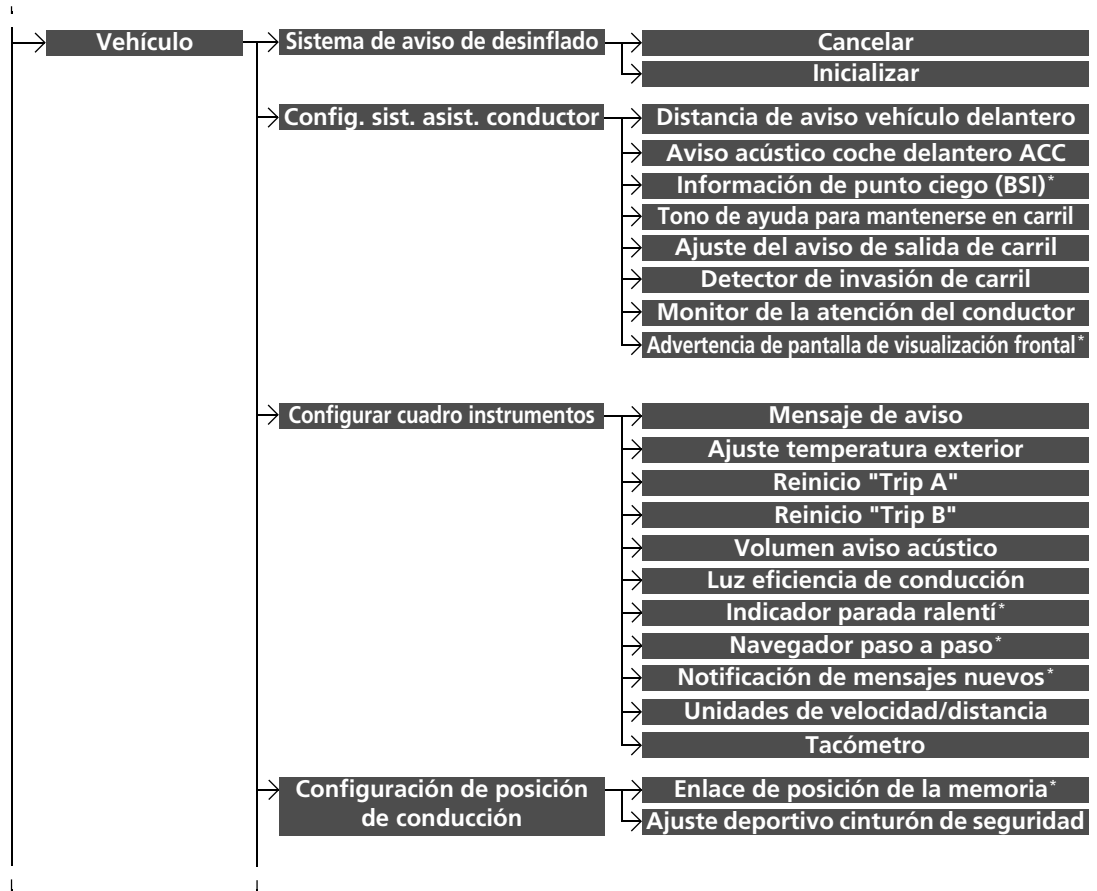 Vehículo
Sistema de aviso de desinflado
Cancelar
Inicializar
Config. sist. asist. conductor
Distancia de aviso vehículo delantero
Aviso acústico coche delantero ACC
Información de punto ciego (BSI)*
Tono de ayuda para mantenerse en carril
Ajuste del aviso de salida de carril
Detector de invasión de carril
Monitor de la atención del conductor
Advertencia de pantalla de visualización frontal*
Configurar cuadro instrumentos
Mensaje de aviso
Ajuste temperatura exterior
Reinicio "Trip A"
Reinicio "Trip B"
Volumen aviso acústico
Luz eficiencia de conducción
Indicador parada ralentí*
Navegador paso a paso*
Notificación de mensajes nuevos*
Unidades de velocidad/distancia
Tacómetro
Configuración de posición
de conducción
Enlace de posición de la memoria*
Ajuste deportivo cinturón de seguridad